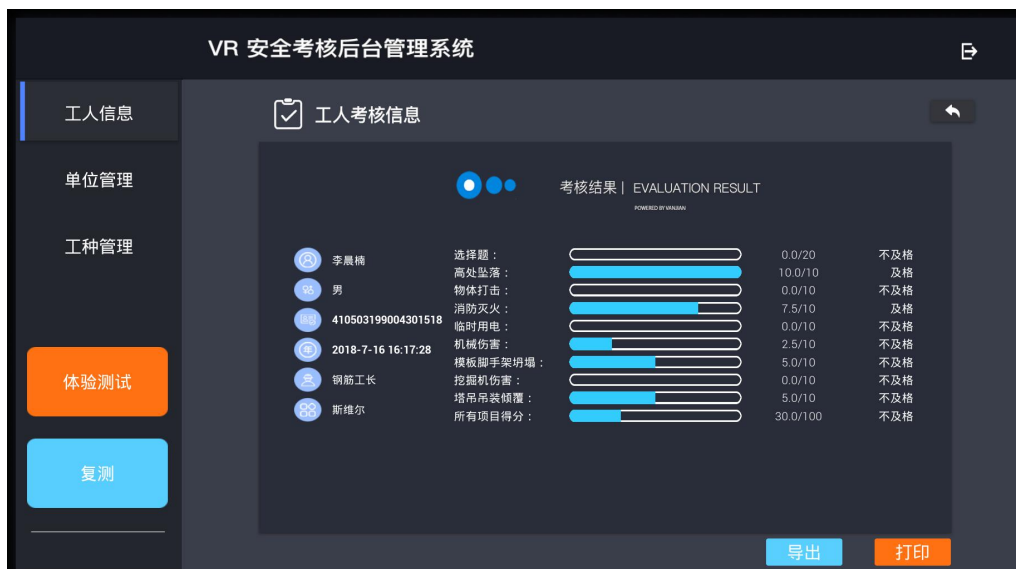 VR 安全考核后台管理系统
工人信息
单位管理
工种管理
体验测试
复测
工人考核信息
考核结果 | EVALUATION RESULT
POWERED BY VANJIAN
李晨楠
男
410503199004301518
2018-7-16 16:17:28
钢筋工长
斯维尔
选择题： 0.0/20 不及格
高处坠落： 10.0/10 及格
物体打击： 0.0/10 不及格
消防灭火： 7.5/10 及格
临时用电： 0.0/10 不及格
机械伤害： 2.5/10 不及格
模板脚手架坍塌： 5.0/10 不及格
挖掘机伤害： 0.0/10 不及格
塔吊吊装倾覆： 5.0/10 不及格
所有项目得分： 30.0/100 不及格
导出
打印